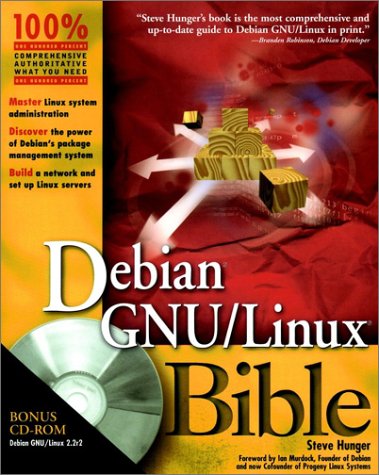 100%
ONE HUNDRED PERCENT
COMPREHENSIVE
AUTHORITATIVE
WHAT YOU NEED
ONE HUNDRED PERCENT
Master Linux system
administration
Discover the power
of Debian's package
management system
Build a network and
set up Linux servers
"Steve Hunger's book is the most comprehensive and
up-to-date guide to Debian GNU/Linux in print."
—Branden Robinson, Debian Developer
Debian
GNU/Linux®
Bible
BONUS
CD-ROM
Debian GNU/Linux 2.2r2
Steve Hunger
Foreword by Ian Murdock, Founder of Debian
and now Cofounder of Progeny Linux Systems